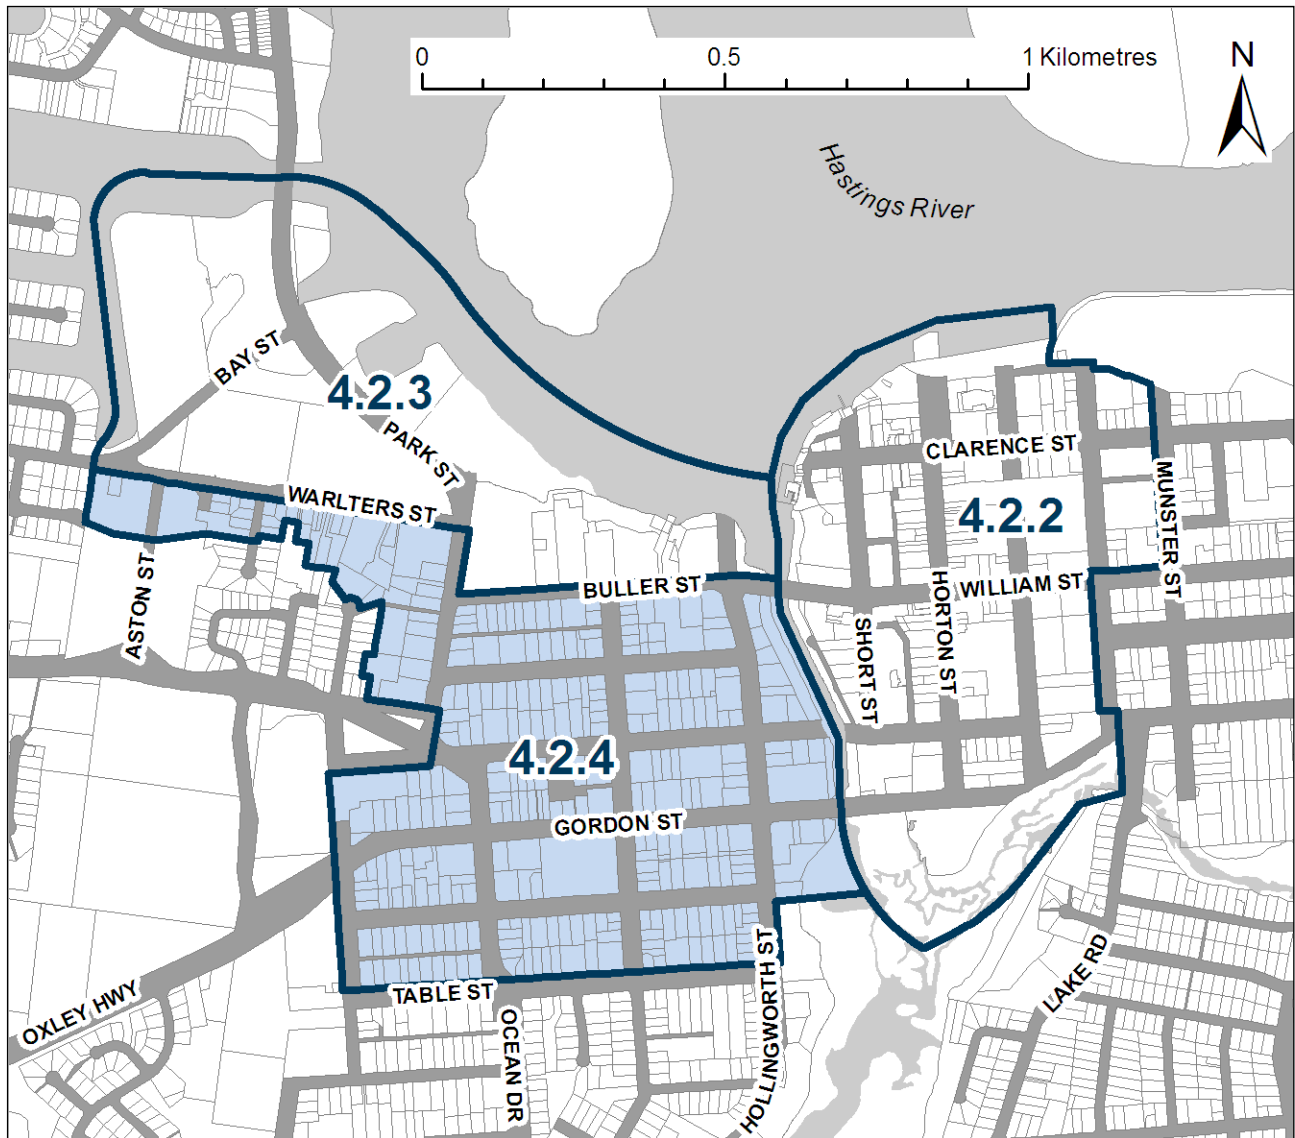 0 0.5 1 Kilometres
N
Hastings River
BAY ST
4.2.3
PARK ST
CLARENCE ST
WARLTERS ST
4.2.2
MUNSTER ST
ASTON ST
BULLER ST
WILLIAM ST
HORTON ST
SHORT ST
4.2.4
GORDON ST
TABLE ST
OXLEY HWY
OCEAN DR
HOLLINGWORTH ST
LAKE RD